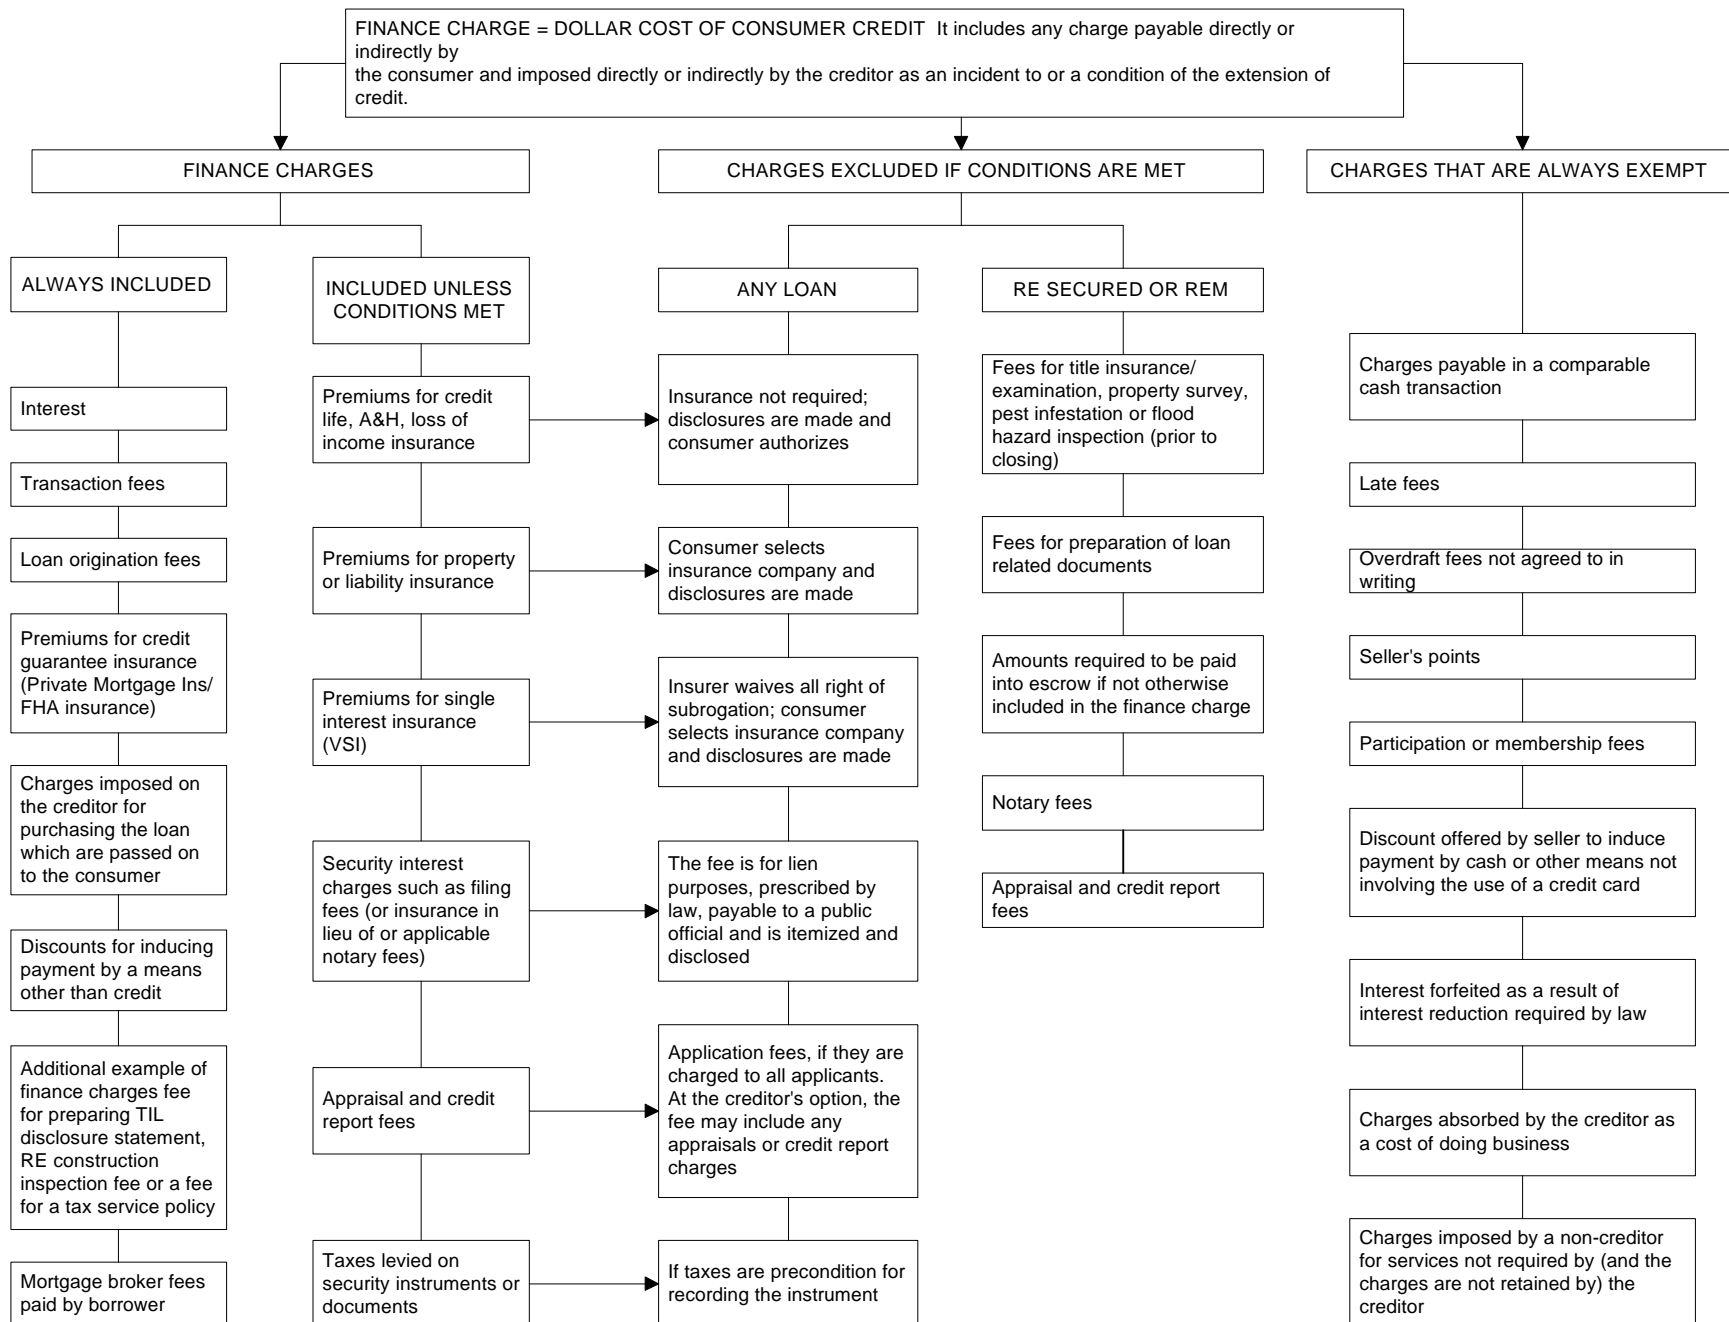 FINANCE CHARGE = DOLLAR COST OF CONSUMER CREDIT  It includes any charge payable directly or
indirectly by
the consumer and imposed directly or indirectly by the creditor as an incident to or a condition of the extension of
credit.
FINANCE CHARGES
CHARGES EXCLUDED IF CONDITIONS ARE MET
CHARGES THAT ARE ALWAYS EXEMPT
ALWAYS INCLUDED
Interest
Transaction fees
Loan origination fees
Premiums for credit
guarantee insurance
(Private Mortgage Ins/
FHA insurance)
Charges imposed on
the creditor for
purchasing the loan
which are passed on
to the consumer
Discounts for inducing
payment by a means
other than credit
Additional example of
finance charges fee
for preparing TIL
disclosure statement,
RE construction
inspection fee or a fee
for a tax service policy
Mortgage broker fees
paid by borrower
INCLUDED UNLESS
CONDITIONS MET
Premiums for credit
life, A&H, loss of
income insurance
Premiums for property
or liability insurance
Premiums for single
interest insurance
(VSI)
Security interest
charges such as filing
fees (or insurance in
lieu of or applicable
notary fees)
Appraisal and credit
report fees
Taxes levied on
security instruments or
documents
ANY LOAN
Insurance not required;
disclosures are made and
consumer authorizes
Consumer selects
insurance company and
disclosures are made
Insurer waives all right of
subrogation; consumer
selects insurance company
and disclosures are made
The fee is for lien
purposes, prescribed by
law, payable to a public
official and is itemized and
disclosed
Application fees, if they are
charged to all applicants.
At the creditor's option, the
fee may include any
appraisals or credit report
charges
If taxes are precondition for
recording the instrument
RE SECURED OR REM
Fees for title insurance/
examination, property survey,
pest infestation or flood
hazard inspection (prior to
closing)
Fees for preparation of loan
related documents
Amounts required to be paid
into escrow if not otherwise
included in the finance charge
Notary fees
Appraisal and credit report
fees
Charges payable in a comparable
cash transaction
Late fees
Overdraft fees not agreed to in
writing
Seller's points
Participation or membership fees
Discount offered by seller to induce
payment by cash or other means not
involving the use of a credit card
Interest forfeited as a result of
interest reduction required by law
Charges absorbed by the creditor as
a cost of doing business
Charges imposed by a non-creditor
for services not required by (and the
charges are not retained by) the
creditor